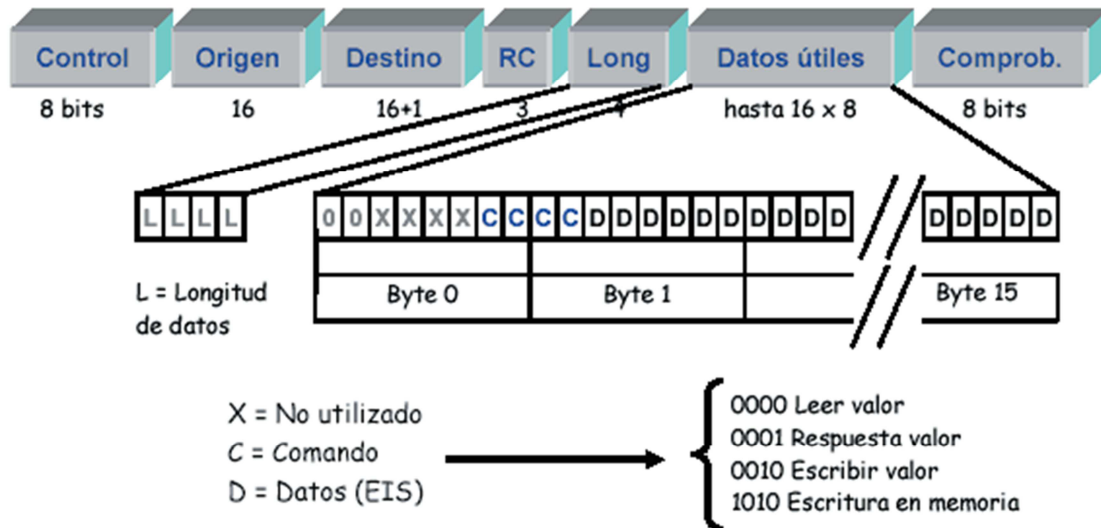 Control Origen Destino RC Long Datos útiles Comprob.
8 bits 16 16+1 3 4 hasta 16 x 8 8 bits
L L L L 0 0 X X X X C C C C D D D D D D D D D D D D D D D
L = Longitud
de datos
Byte 0 Byte 1 Byte 15
X = No utilizado
C = Comando
D = Datos (EIS)
0000 Leer valor
0001 Respuesta valor
0010 Escribir valor
1010 Escritura en memoria